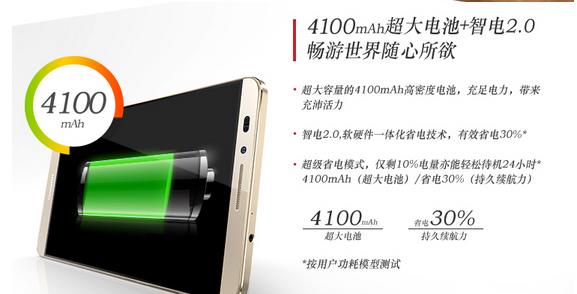 4100mAh超大电池+智电2.0
畅游世界随心所欲
4100
mAh
• 超大容量的4100mAh高密度电池，充足电力，带来
充沛活力
• 智电2.0,软硬件一体化省电技术，有效省电30%*
• 超级省电模式，仅剩10%电量亦能轻松待机24小时*
4100mAh（超大电池）/省电30%（持久续航力）
4100mAh 省电30%
超大电池 持久续航力
*按用户功耗模型测试